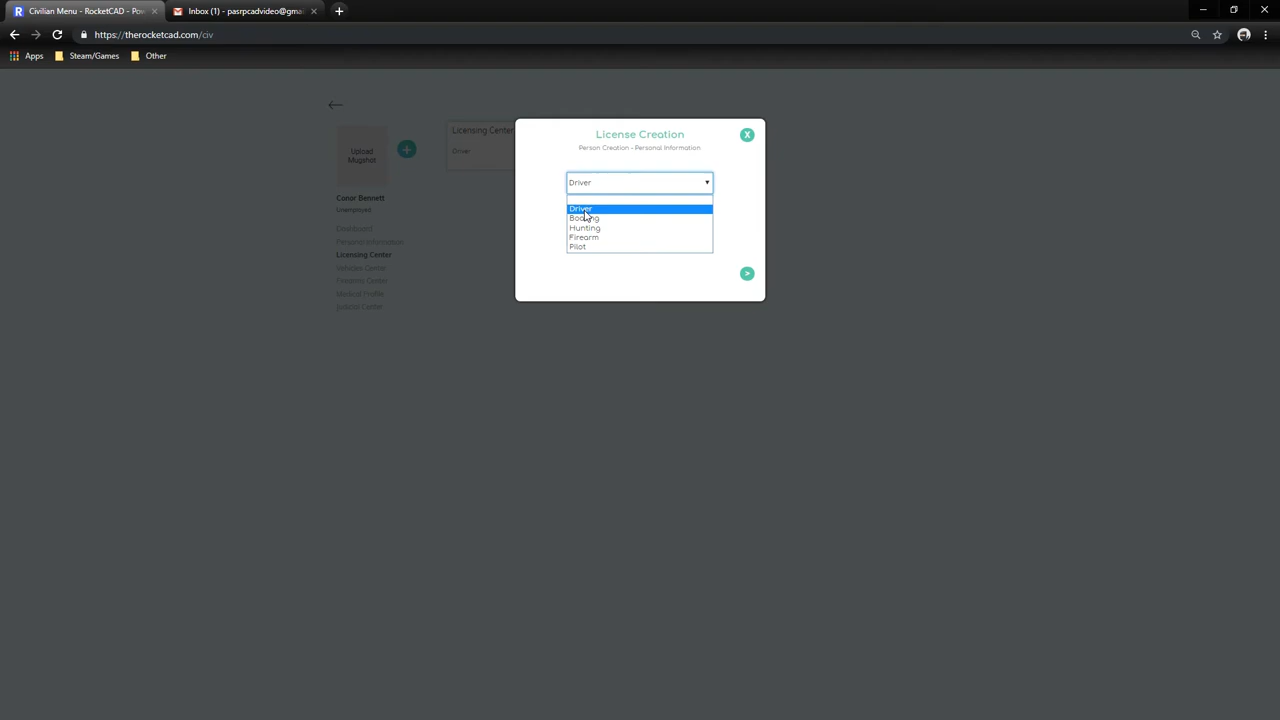 Civilian Menu - RocketCAD - Pow
Inbox (1) - pasrpcadvideo@gmai
https://therocketcad.com/civ
Apps
Steam/Games
Other
Upload
Mugshot
Licensing Center
Driver
Conor Bennett
Unemployed
Dashboard
Personal Information
Licensing Center
Vehicles Center
Firearms Center
Medical Profile
Judicial Center
License Creation
X
Person Creation - Personal Information
Driver
Driver
Boating
Hunting
Firearm
Pilot
>